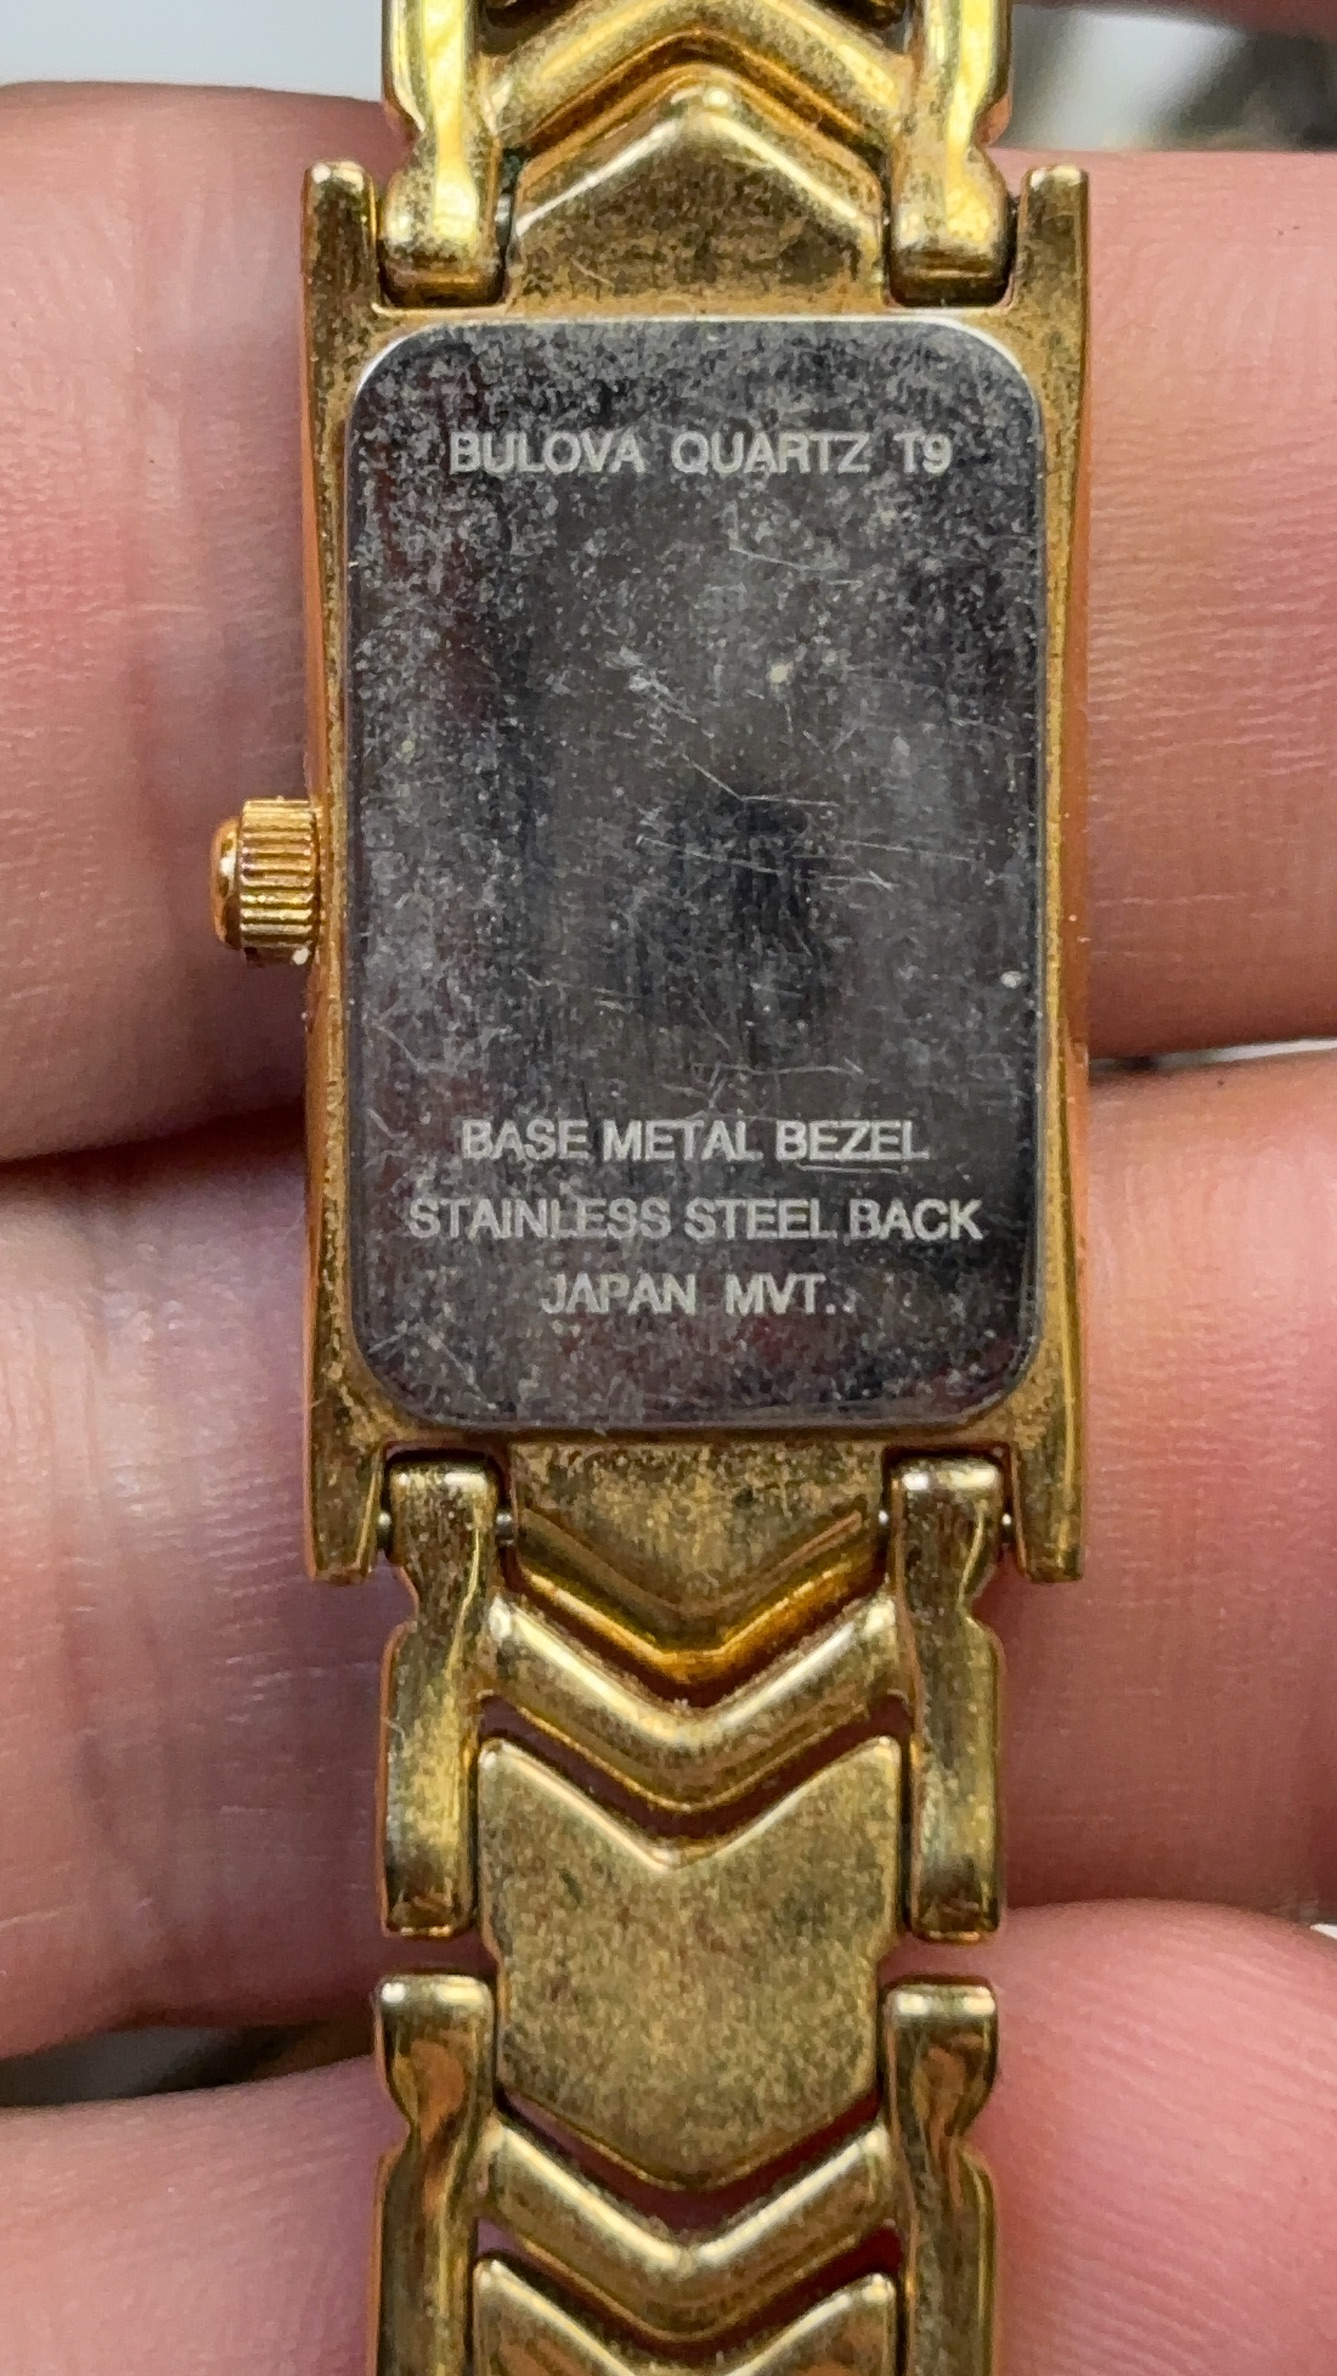 BULOVA QUARTZ T9
BASE METAL BEZEL
STAINLESS STEEL BACK
JAPAN MVT..